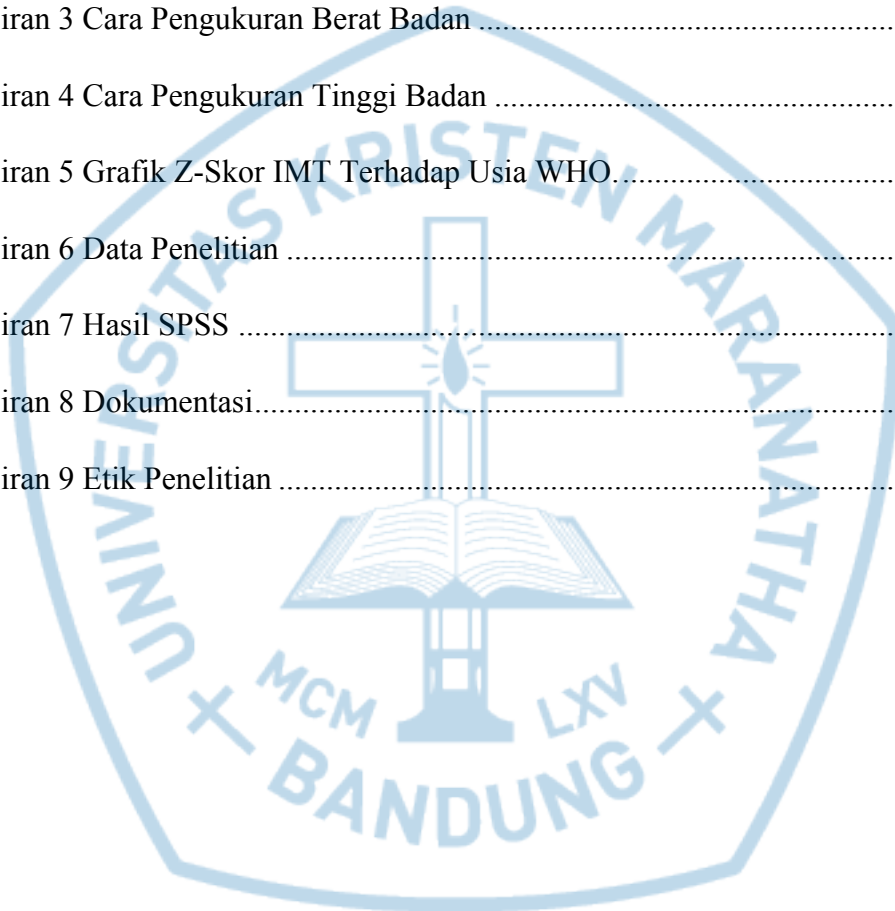 iran 3 Cara Pengukuran Berat Badan ....................................................
iran 4 Cara Pengukuran Tinggi Badan ..................................................
iran 5 Grafik Z-Skor IMT Terhadap Usia WHO...................................
iran 6 Data Penelitian ............................................................................
iran 7 Hasil SPSS ..................................................................................
iran 8 Dokumentasi................................................................................
iran 9 Etik Penelitian .............................................................................
UNIVERSITAS KRISTEN MARANATHA
MCM LXV
BANDUNG